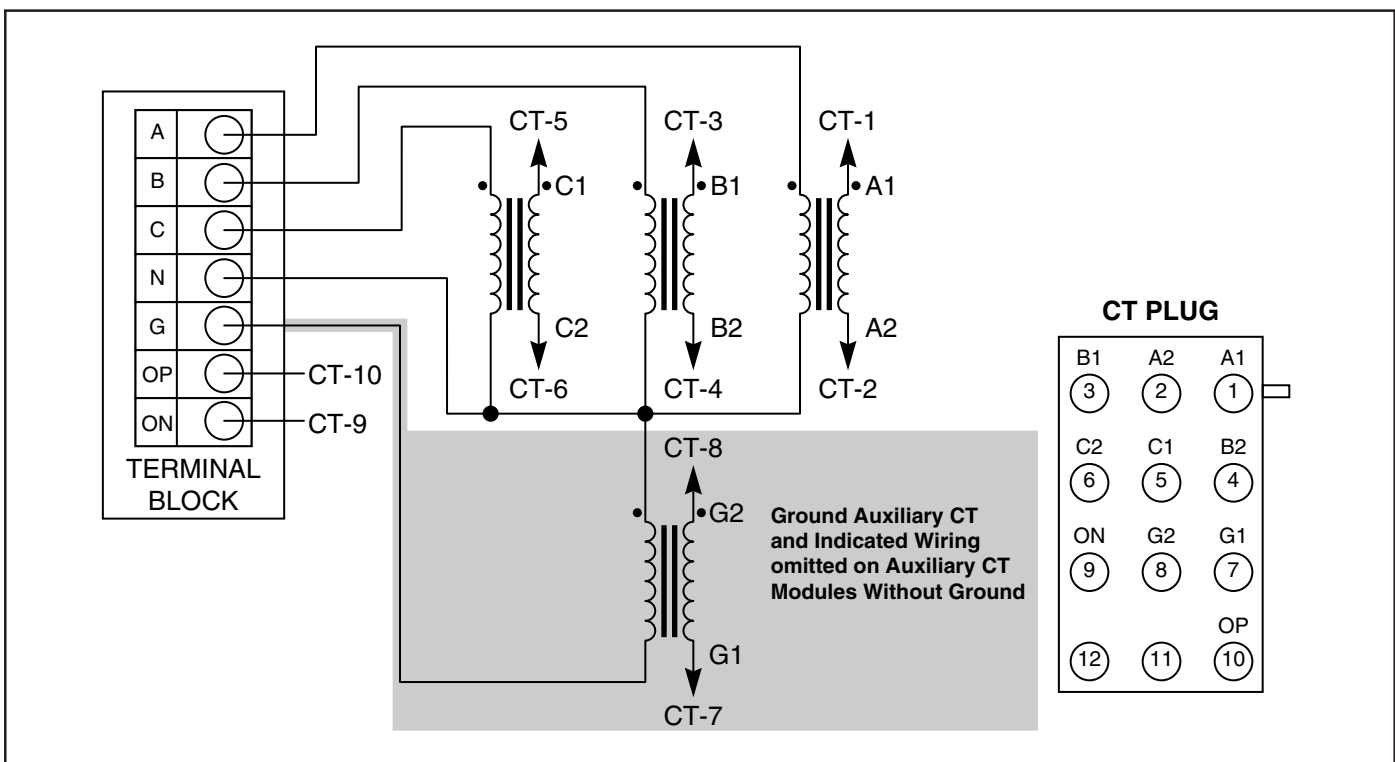 A
B
C
N
G
OP
ON
TERMINAL
BLOCK
CT-10
CT-9
CT-5
C1
C2
CT-6
CT-3
B1
B2
CT-4
CT-1
A1
A2
CT-2
CT-8
G2
G1
CT-7
Ground Auxiliary CT
and Indicated Wiring
omitted on Auxiliary CT
Modules Without Ground
CT PLUG
B1 A2 A1
3 2 1
C2 C1 B2
6 5 4
ON G2 G1
9 8 7
OP
12 11 10